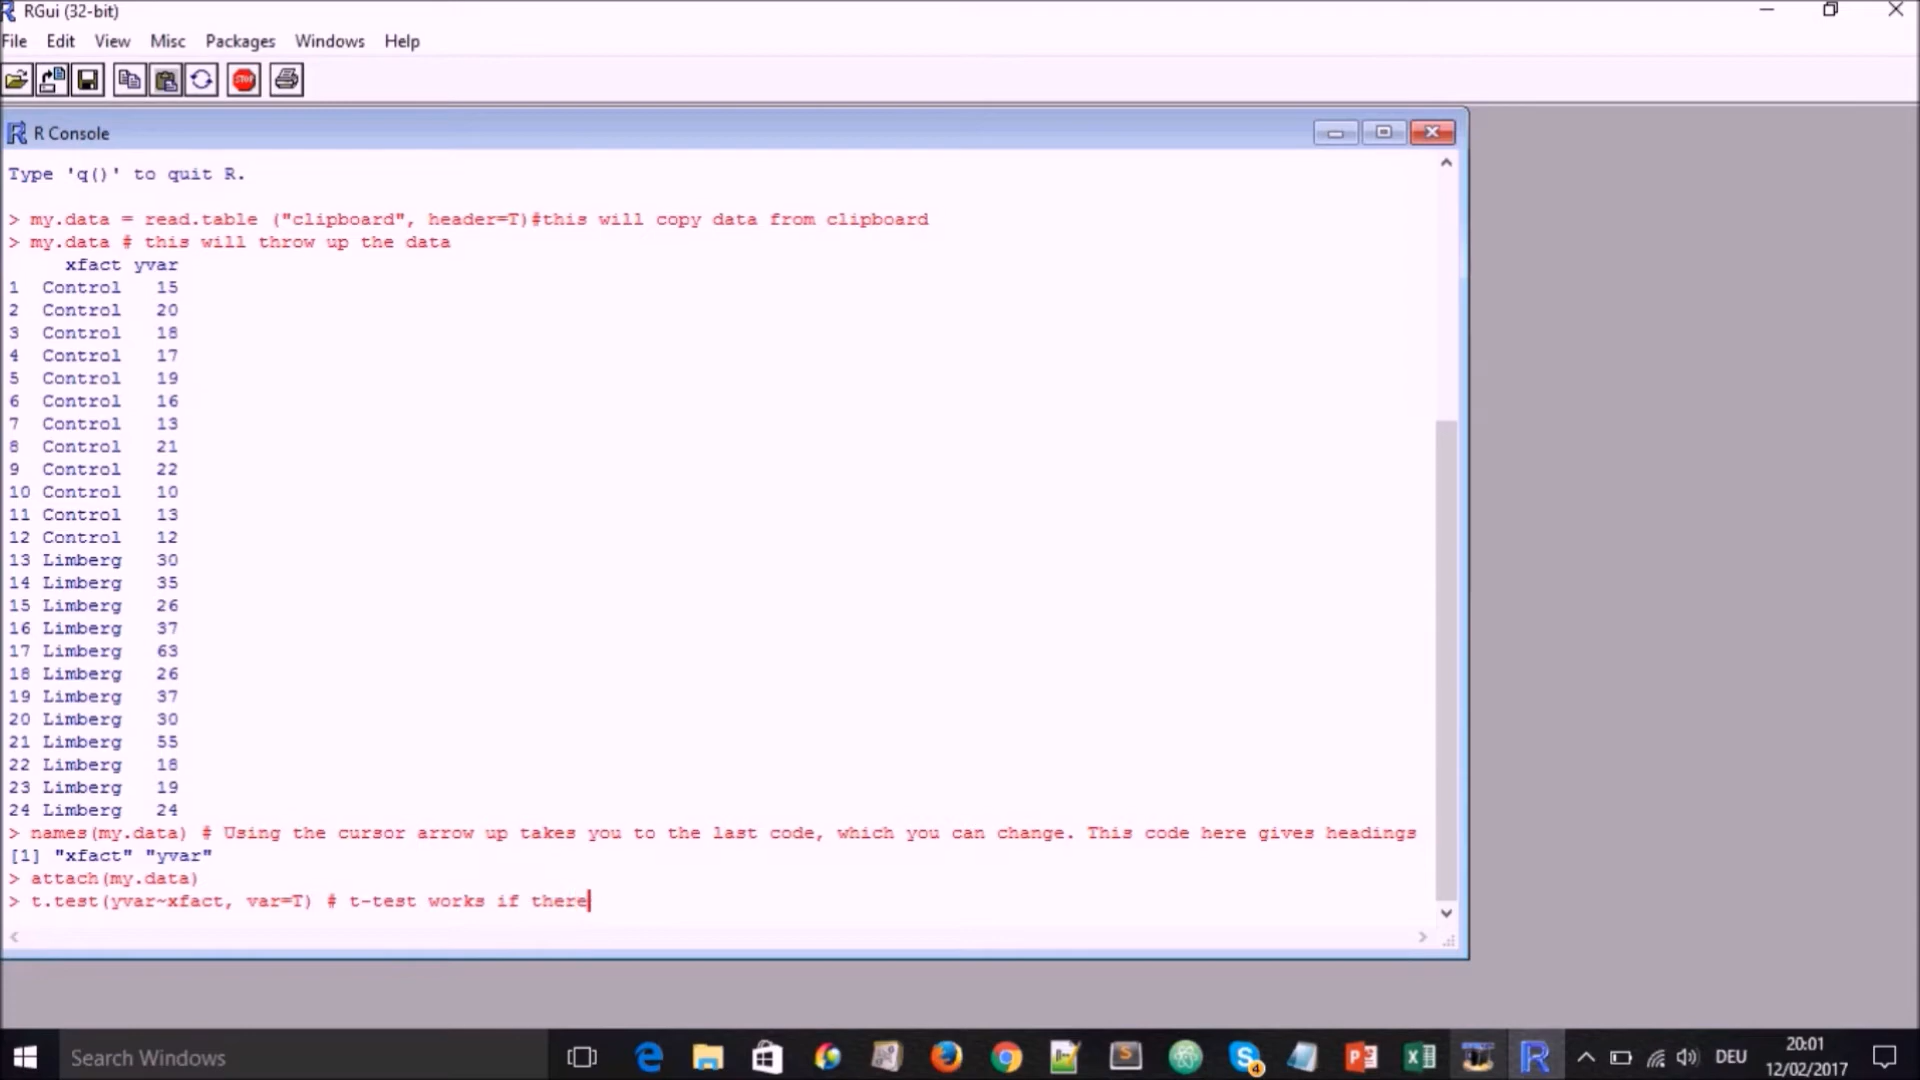 RGui (32-bit)
File Edit View Misc Packages Windows Help
STOP
R Console
Type 'q()' to quit R.
> my.data = read.table ("clipboard", header=T)#this will copy data from clipboard
> my.data # this will throw up the data
xfact yvar
1 Control 15
2 Control 20
3 Control 18
4 Control 17
5 Control 19
6 Control 16
7 Control 13
8 Control 21
9 Control 22
10 Control 10
11 Control 13
12 Control 12
13 Limberg 30
14 Limberg 35
15 Limberg 26
16 Limberg 37
17 Limberg 63
18 Limberg 26
19 Limberg 37
20 Limberg 30
21 Limberg 55
22 Limberg 18
23 Limberg 19
24 Limberg 24
> names(my.data) # Using the cursor arrow up takes you to the last code, which you can change. This code here gives headings
[1] "xfact" "yvar"
> attach(my.data)
> t.test(yvar~xfact, var=T) # t-test works if there
Search Windows
4
DEU
20:01
12/02/2017